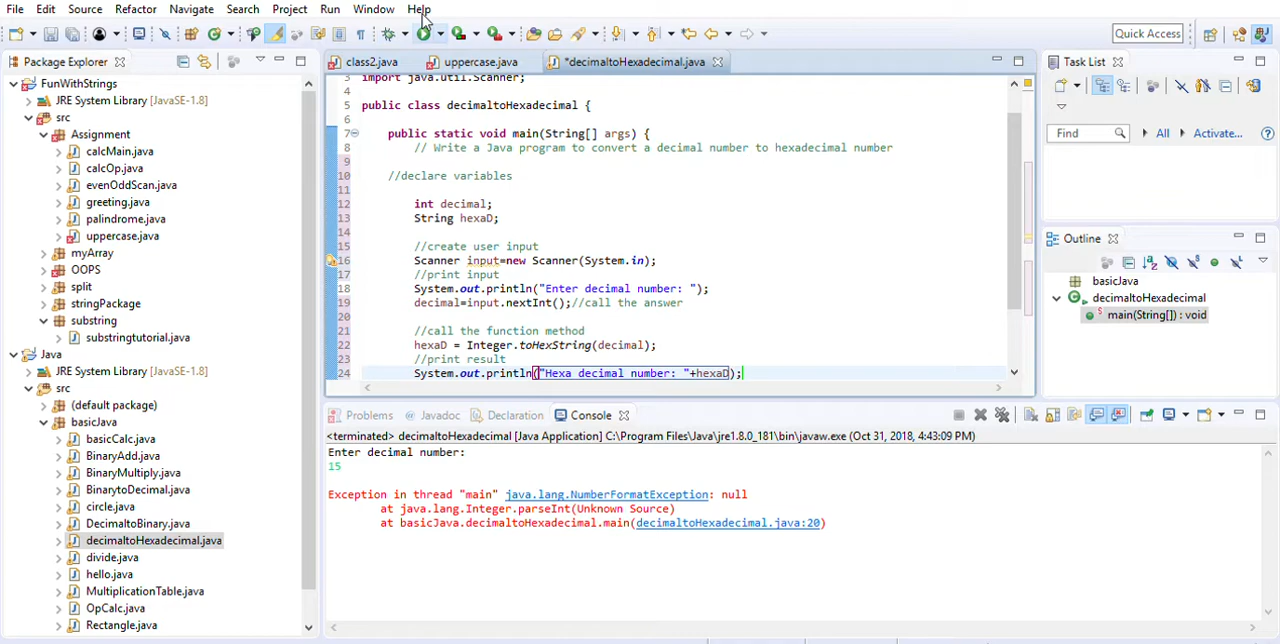 File Edit Source Refactor Navigate Search Project Run Window Help
Quick Access
Package Explorer
FunWithStrings
JRE System Library [JavaSE-1.8]
src
Assignment
calcMain.java
calcOp.java
evenOddScan.java
greeting.java
palindrome.java
uppercase.java
myArray
OOPS
split
stringPackage
substring
substringtutorial.java
Java
JRE System Library [JavaSE-1.8]
src
(default package)
basicJava
basicCalc.java
BinaryAdd.java
BinaryMultiply.java
BinarytoDecimal.java
circle.java
DecimaltoBinary.java
decimaltoHexadecimal.java
divide.java
hello.java
MultiplicationTable.java
OpCalc.java
Rectangle.java
class2.java uppercase.java *decimaltoHexadecimal.java
3 import java.util.Scanner;
4
5 public class decimaltoHexadecimal {
6
7 public static void main(String[] args) {
8 // Write a Java program to convert a decimal number to hexadecimal number
9
10 //declare variables
11
12 int decimal;
13 String hexaD;
14
15 //create user input
16 Scanner input=new Scanner(System.in);
17 //print input
18 System.out.println("Enter decimal number: ");
19 decimal=input.nextInt();//call the answer
20
21 //call the function method
22 hexaD = Integer.toHexString(decimal);
23 //print result
24 System.out.println("Hexa decimal number: "+hexaD);
Task List
Find All Activate...
Outline
basicJava
decimaltoHexadecimal
main(String[]) : void
Problems @ Javadoc Declaration Console
<terminated> decimaltoHexadecimal [Java Application] C:\Program Files\Java\jre1.8.0_181\bin\javaw.exe (Oct 31, 2018, 4:43:09 PM)
Enter decimal number:
15
Exception in thread "main" java.lang.NumberFormatException: null
at java.lang.Integer.parseInt(Unknown Source)
at basicJava.decimaltoHexadecimal.main(decimaltoHexadecimal.java:20)